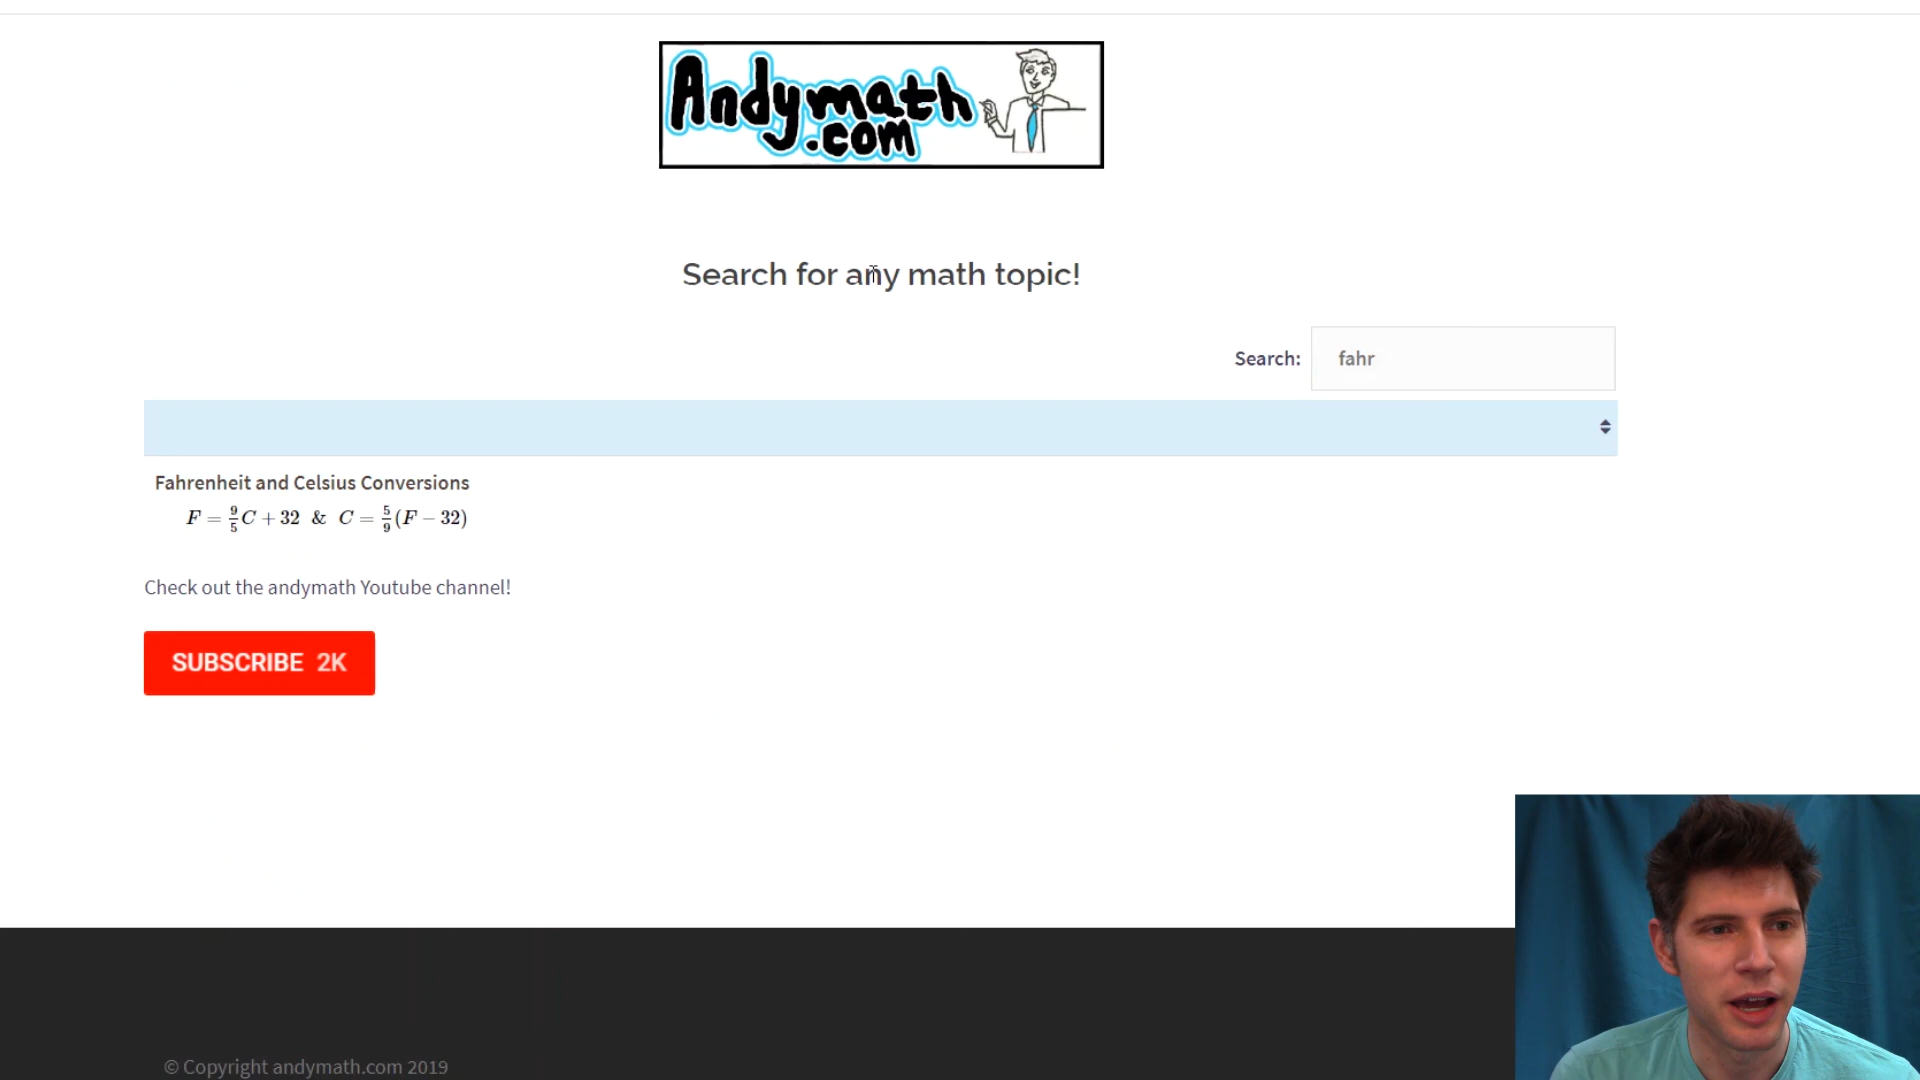 Andymath
.com
Search for any math topic!
Search: fahr
Fahrenheit and Celsius Conversions
F = 9/5 C + 32 & C = 5/9 (F − 32)
Check out the andymath Youtube channel!
SUBSCRIBE 2K
© Copyright andymath.com 2019